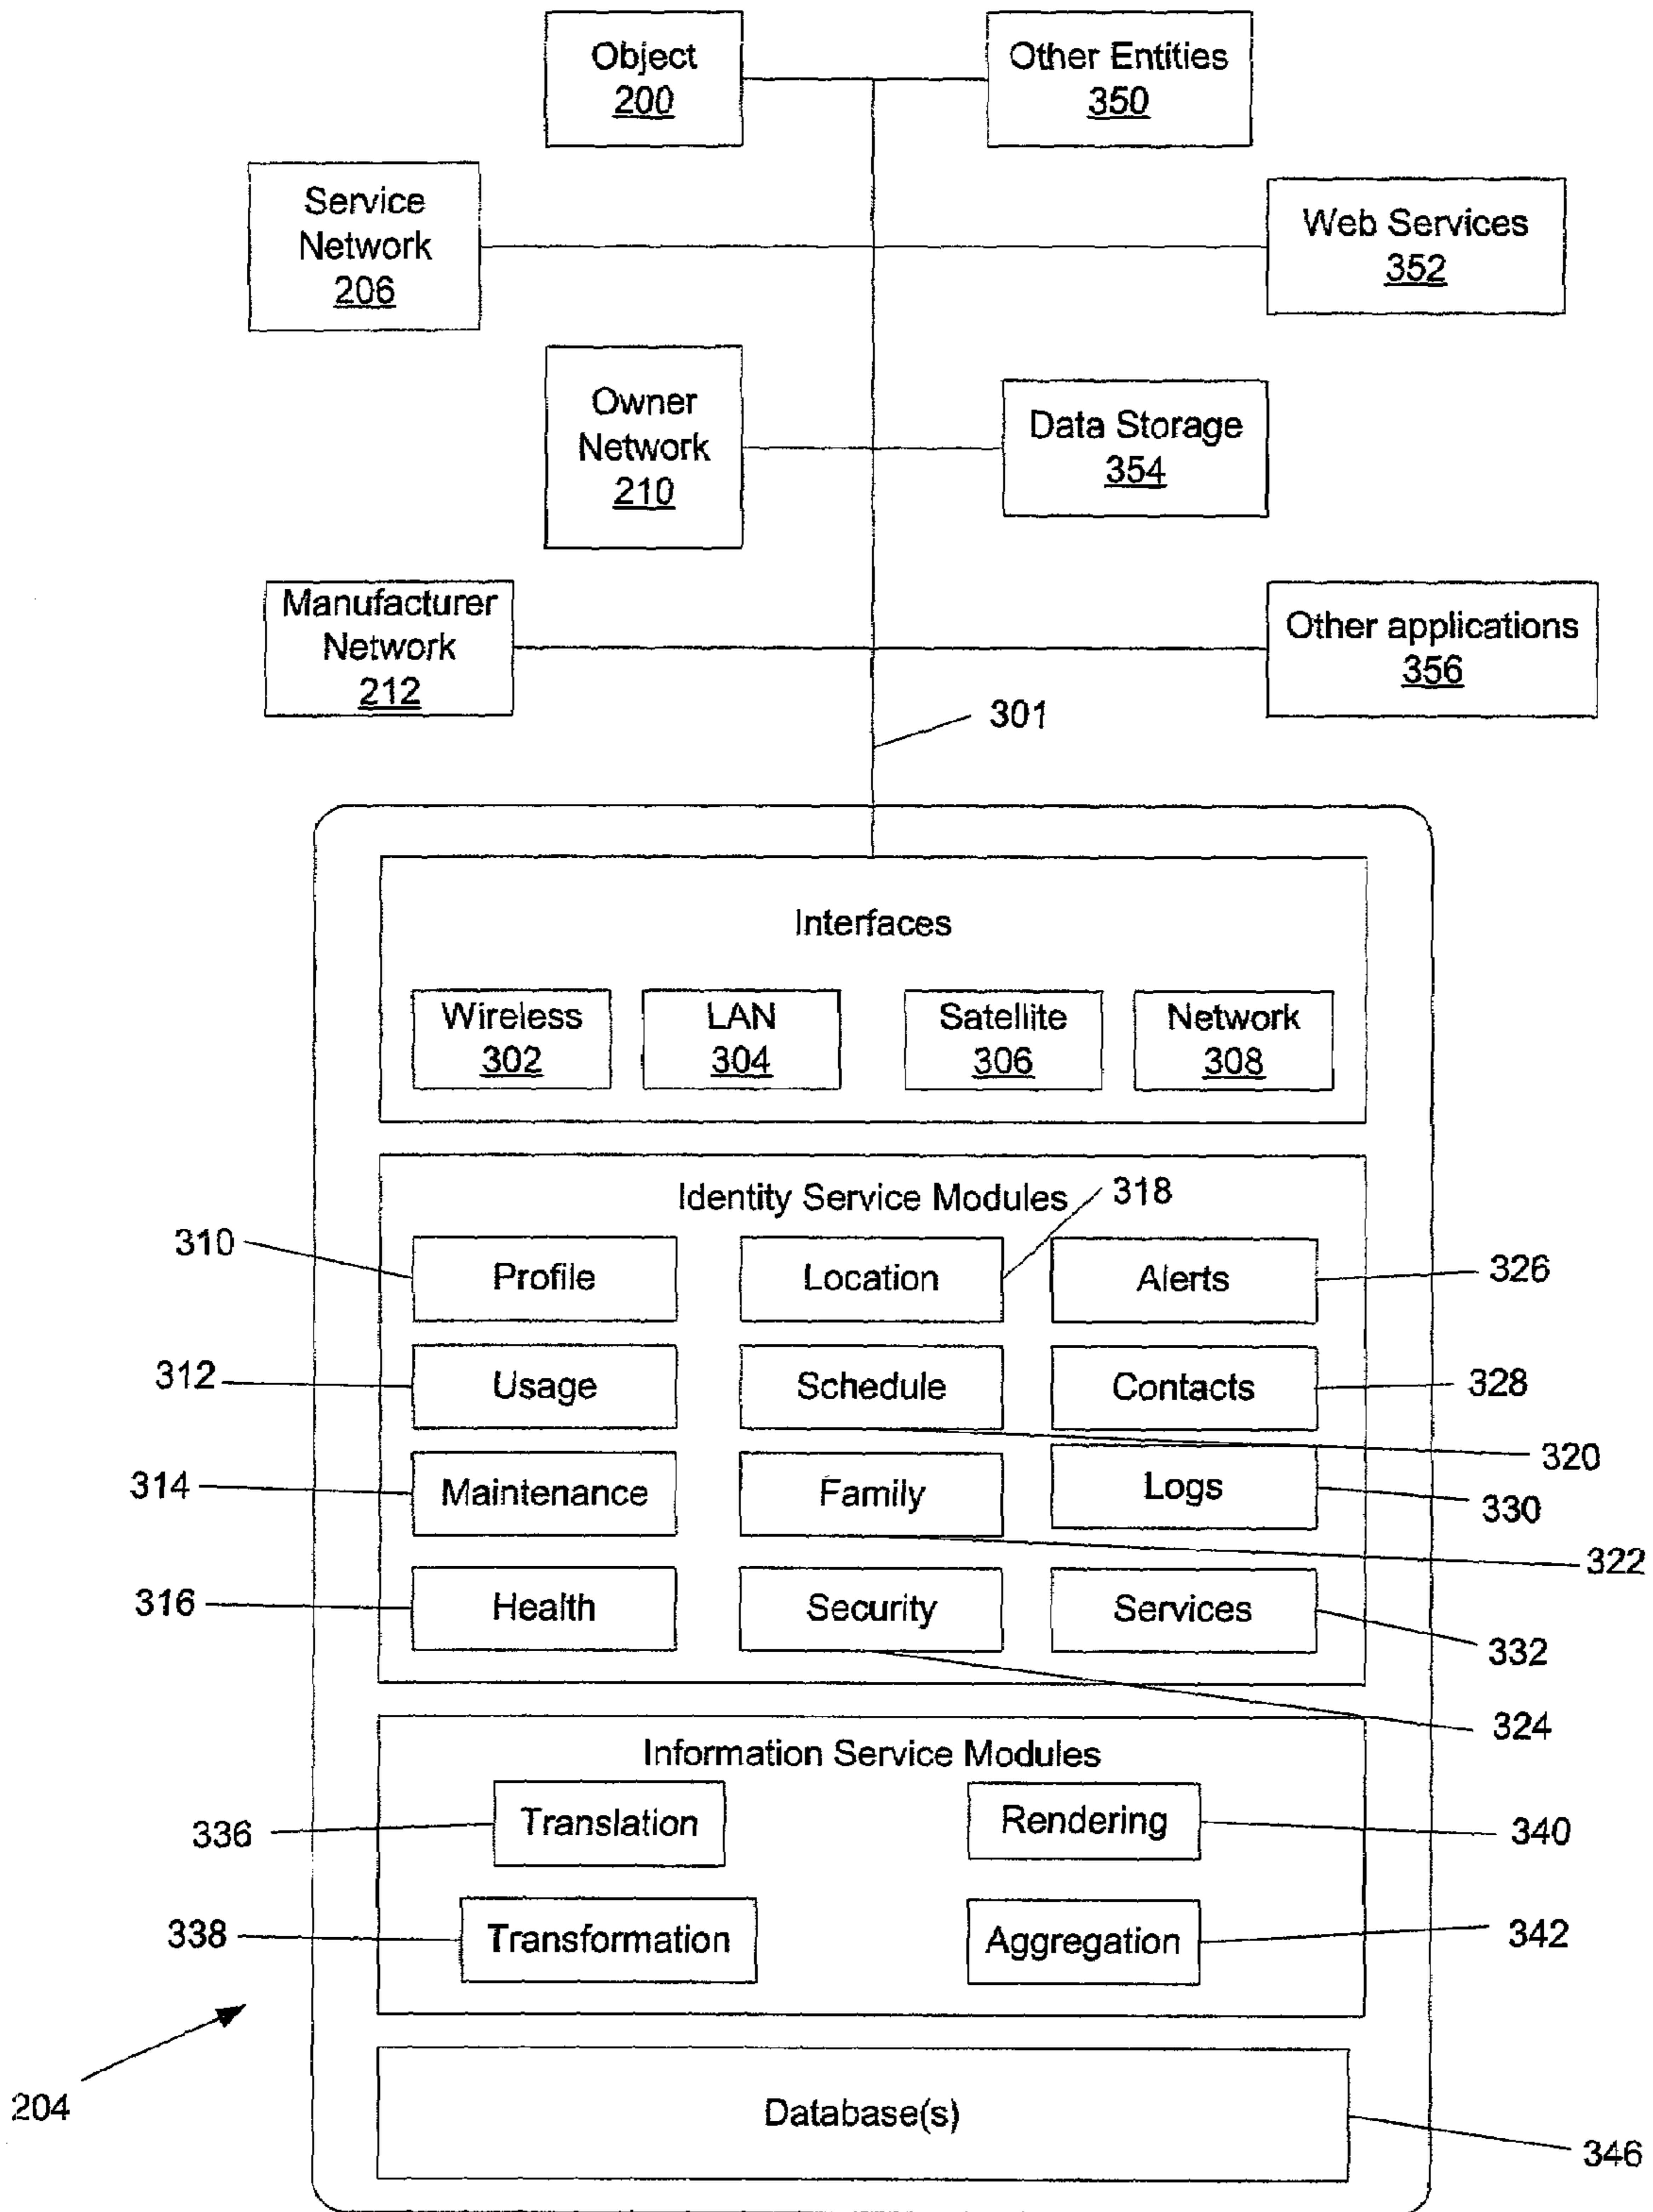 Object
200
Other Entities
350
Service
Network
206
Web Services
352
Owner
Network
210
Data Storage
354
Manufacturer
Network
212
Other applications
356
301
Interfaces
Wireless
302
LAN
304
Satellite
306
Network
308
Identity Service Modules
318
310
Profile
Location
Alerts
326
312
Usage
Schedule
Contacts
328
320
314
Maintenance
Family
Logs
330
322
316
Health
Security
Services
332
324
Information Service Modules
336
Translation
Rendering
340
338
Transformation
Aggregation
342
204
Database(s)
346